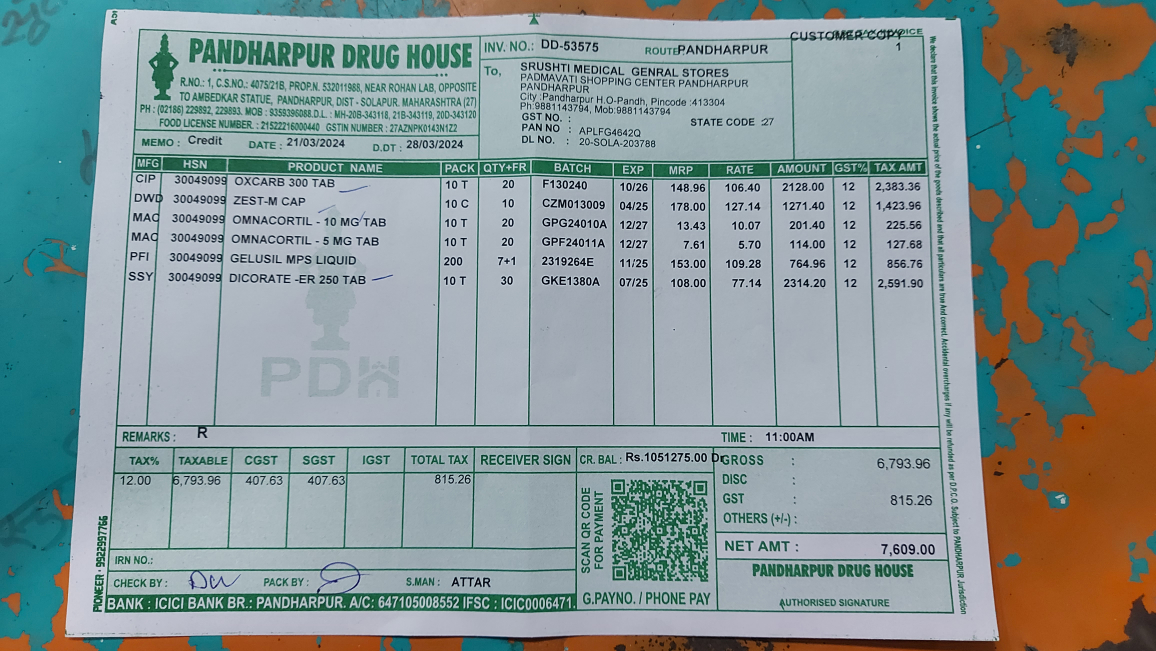 CUSTOMER COPY
1
PANDHARPUR DRUG HOUSE
R.NO.: 1, C.S.NO.: 4075/21B, PROP.N. 532011988, NEAR ROHAN LAB, OPPOSITE
TO AMBEDKAR STATUE, PANDHARPUR, DIST - SOLAPUR. MAHARASHTRA (27)
PH : (02186) 229892, 229893. MOB : 9359396088.D.L. : MH-20B-343118, 21B-343119, 20D-343120
FOOD LICENSE NUMBER. : 21522216000440 GSTIN NUMBER : 27AZNPK0143N1Z2
MEMO : Credit DATE : 21/03/2024 D.DT : 28/03/2024
INV. NO.: DD-53575 ROUTE PANDHARPUR
To, SRUSHTI MEDICAL GENRAL STORES
PADMAVATI SHOPPING CENTER PANDHARPUR
PANDHARPUR
City :Pandharpur H.O-Pandh, Pincode :413304
Ph:9881143794, Mob:9881143794
GST NO. : STATE CODE :27
PAN NO : APLFG4642Q
DL NO. : 20-SOLA-203788
MFG HSN PRODUCT NAME PACK QTY+FR BATCH EXP MRP RATE AMOUNT GST% TAX AMT
CIP 30049099 OXCARB 300 TAB 10 T 20 F130240 10/26 148.96 106.40 2128.00 12 2,383.36
DWD 30049099 ZEST-M CAP 10 C 10 CZM013009 04/25 178.00 127.14 1271.40 12 1,423.96
MAC 30049099 OMNACORTIL - 10 MG TAB 10 T 20 GPG24010A 12/27 13.43 10.07 201.40 12 225.56
MAC 30049099 OMNACORTIL - 5 MG TAB 10 T 20 GPF24011A 12/27 7.61 5.70 114.00 12 127.68
PFI 30049099 GELUSIL MPS LIQUID 200 7+1 2319264E 11/25 153.00 109.28 764.96 12 856.76
SSY 30049099 DICORATE -ER 250 TAB 10 T 30 GKE1380A 07/25 108.00 77.14 2314.20 12 2,591.90
PDH
REMARKS : R TIME : 11:00AM
TAX% TAXABLE CGST SGST IGST TOTAL TAX RECEIVER SIGN
12.00 6,793.96 407.63 407.63 815.26
CR. BAL : Rs.1051275.00 Dr
SCAN QR CODE
FOR PAYMENT
G.PAYNO. / PHONE PAY
GROSS : 6,793.96
DISC :
GST : 815.26
OTHERS (+/-) :
NET AMT : 7,609.00
PANDHARPUR DRUG HOUSE
AUTHORISED SIGNATURE
IRN NO.:
CHECK BY : PACK BY : S.MAN : ATTAR
BANK : ICICI BANK BR.: PANDHARPUR. A/C: 647105008552 IFSC : ICIC0006471.
PIONEER - 9922997766